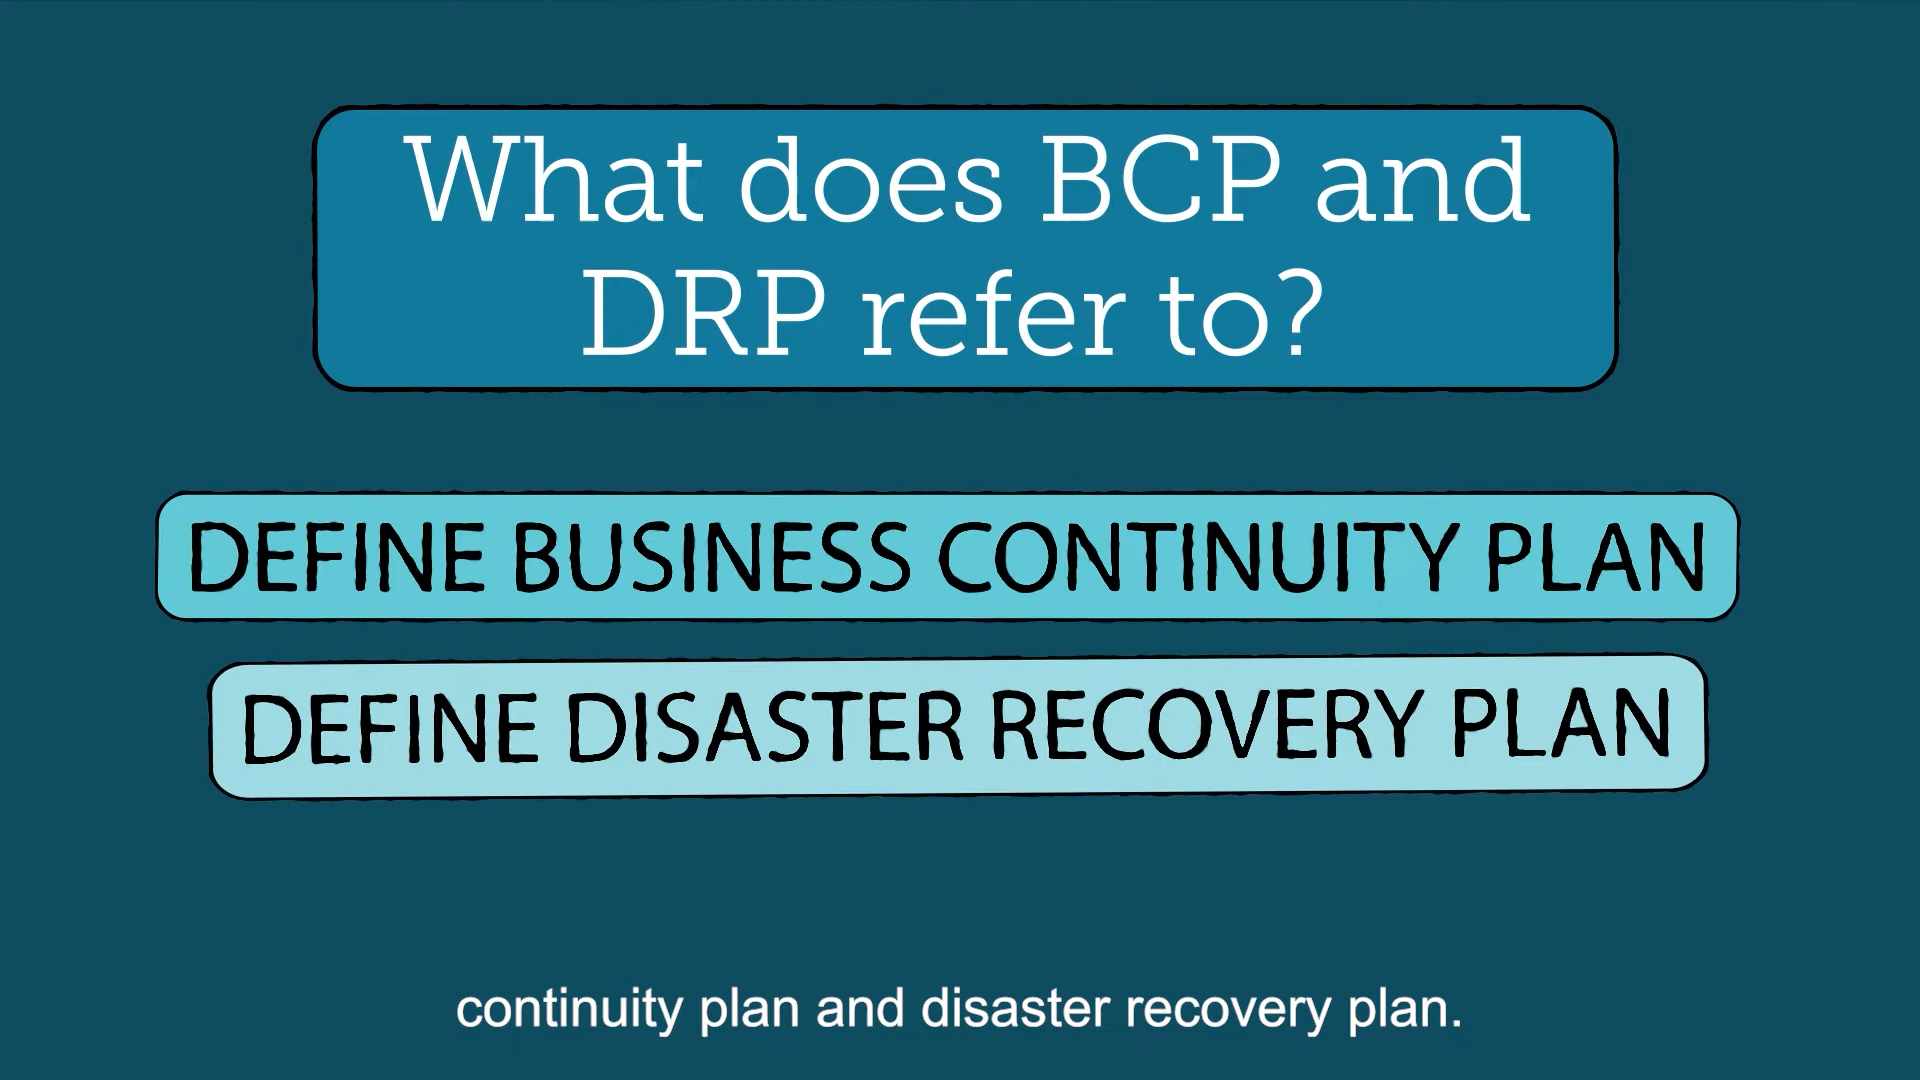 What does BCP and
DRP refer to?
DEFINE BUSINESS CONTINUITY PLAN
DEFINE DISASTER RECOVERY PLAN
continuity plan and disaster recovery plan.